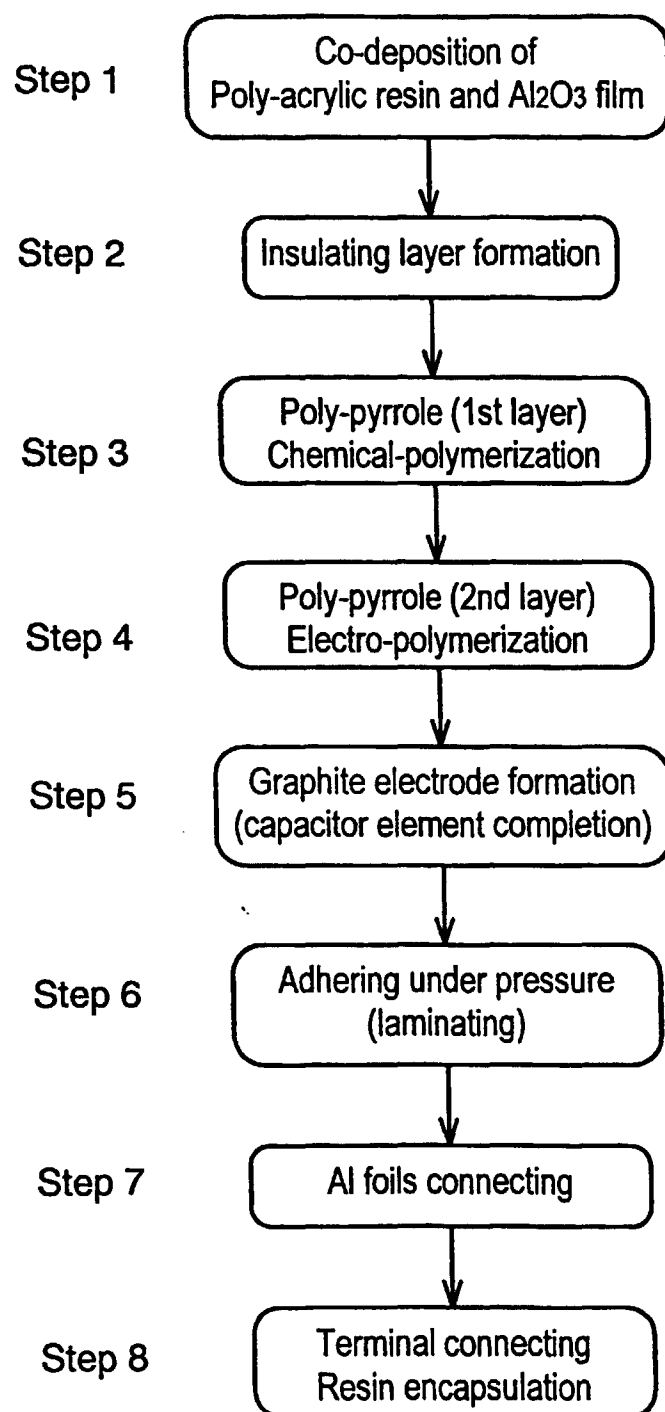 Step 1
Co-deposition of
Poly-acrylic resin and Al2O3 film
Step 2
Insulating layer formation
Step 3
Poly-pyrrole (1st layer)
Chemical-polymerization
Step 4
Poly-pyrrole (2nd layer)
Electro-polymerization
Step 5
Graphite electrode formation
(capacitor element completion)
Step 6
Adhering under pressure
(laminating)
Step 7
Al foils connecting
Step 8
Terminal connecting
Resin encapsulation